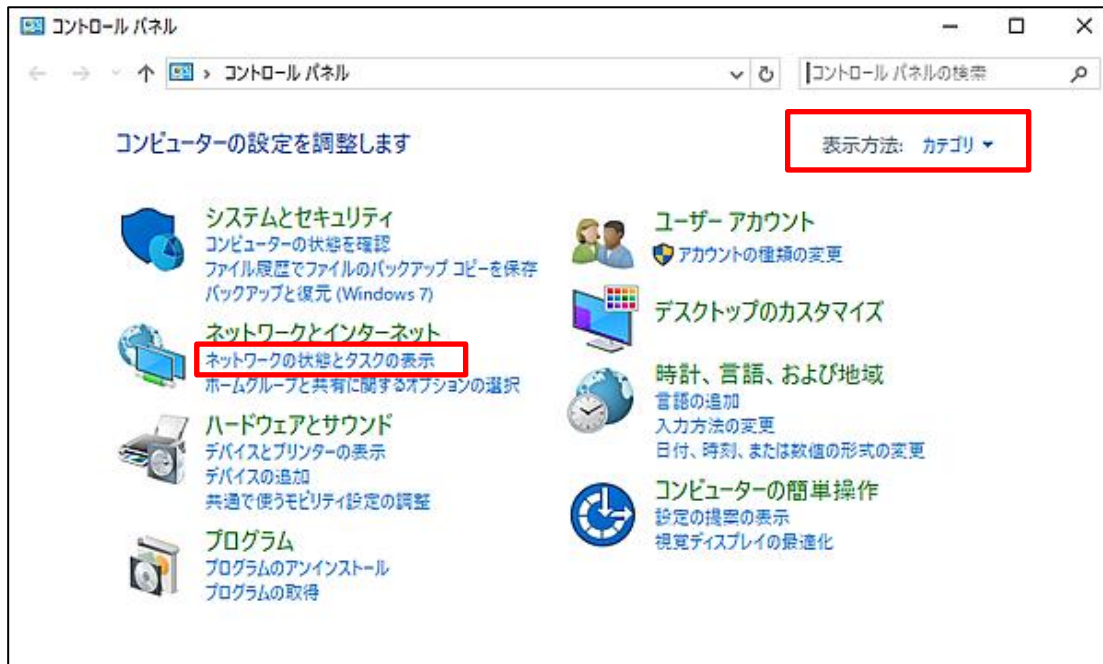 コントロール パネル
コントロール パネル
コントロール パネルの検索
コンピューターの設定を調整します
表示方法: カテゴリ
システムとセキュリティ
コンピューターの状態を確認
ファイル履歴でファイルのバックアップ コピーを保存
バックアップと復元 (Windows 7)
ネットワークとインターネット
ネットワークの状態とタスクの表示
ホームグループと共有に関するオプションの選択
ハードウェアとサウンド
デバイスとプリンターの表示
デバイスの追加
共通で使うモビリティ設定の調整
プログラム
プログラムのアンインストール
プログラムの取得
ユーザー アカウント
アカウントの種類の変更
デスクトップのカスタマイズ
時計、言語、および地域
言語の追加
入力方法の変更
日付、時刻、または数値の形式の変更
コンピューターの簡単操作
設定の提案の表示
視覚ディスプレイの最適化